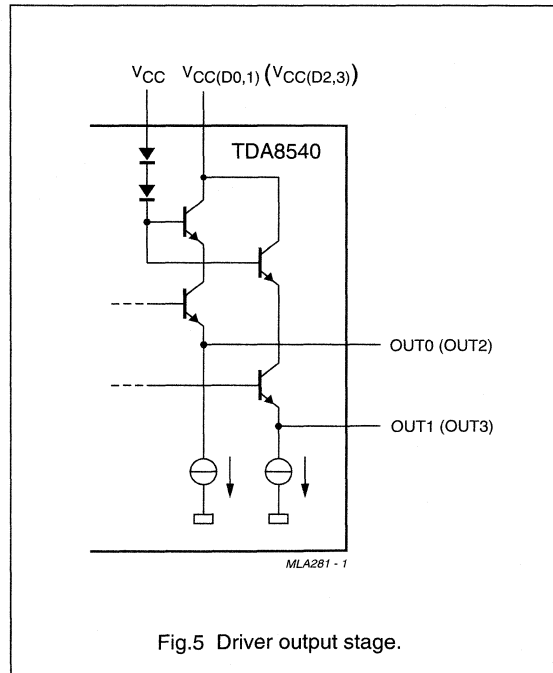 VCC VCC(D0,1) (VCC(D2,3))
TDA8540
OUT0 (OUT2)
OUT1 (OUT3)
MLA281 - 1
Fig.5 Driver output stage.